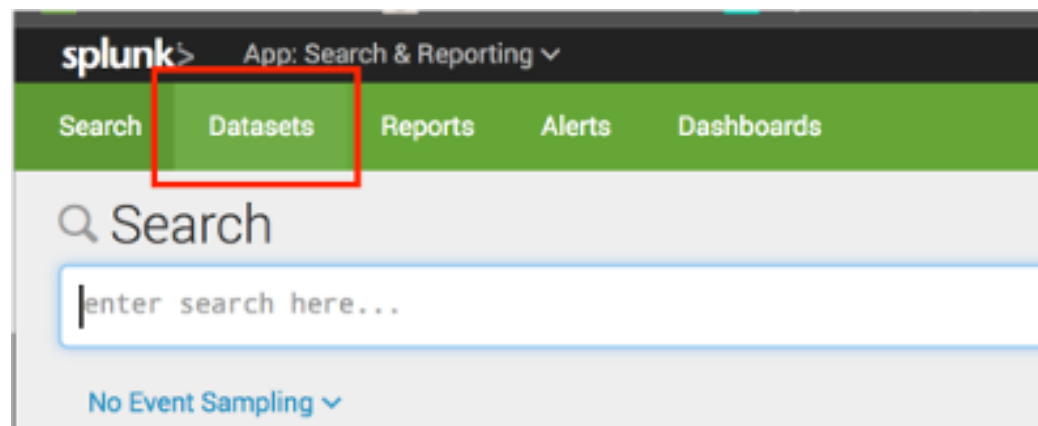 splunk> App: Search & Reporting
Search Datasets Reports Alerts Dashboards
Search
enter search here...
No Event Sampling